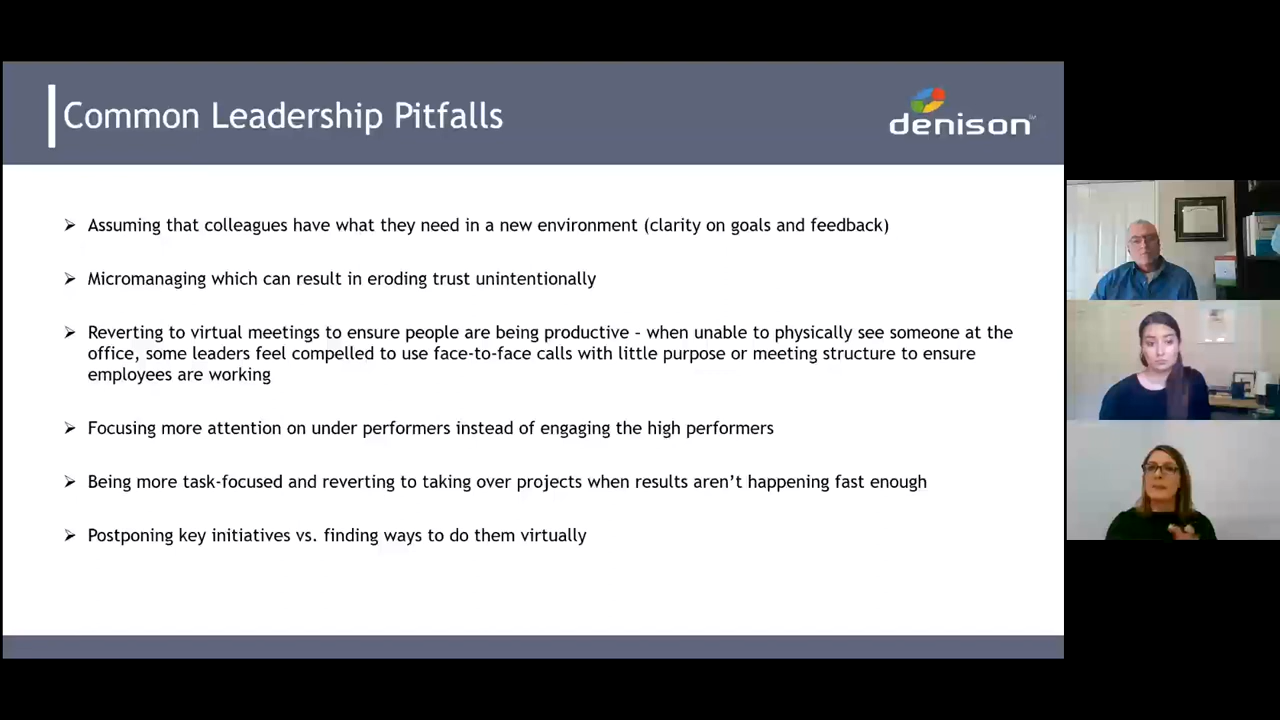 Common Leadership Pitfalls
denison
➢ Assuming that colleagues have what they need in a new environment (clarity on goals and feedback)
➢ Micromanaging which can result in eroding trust unintentionally
➢ Reverting to virtual meetings to ensure people are being productive – when unable to physically see someone at the
office, some leaders feel compelled to use face-to-face calls with little purpose or meeting structure to ensure
employees are working
➢ Focusing more attention on under performers instead of engaging the high performers
➢ Being more task-focused and reverting to taking over projects when results aren’t happening fast enough
➢ Postponing key initiatives vs. finding ways to do them virtually